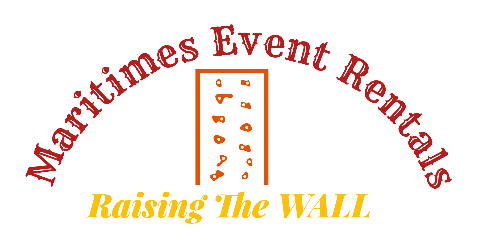 Maritimes Event Rentals
Raising The WALL